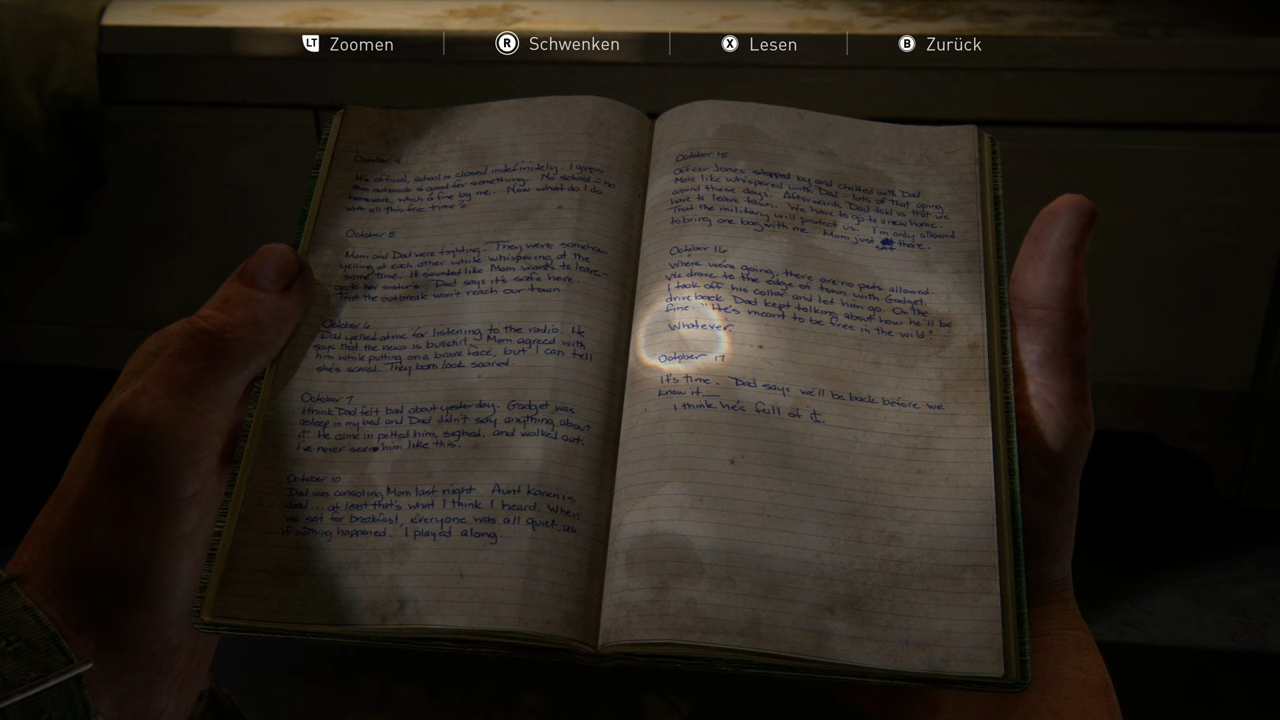 LT Zoomen
R Schwenken
X Lesen
B Zurück
October 4
It's official, school is closed indefinitely. I guess
this outbreak is good for something. No school = no
homework, which is fine by me. Now what do I do
with all this free time?
October 5
Mom and Dad were fighting. They were somehow
yelling at each other while whispering at the
same time. It sounded like Mom wants to leave-
go to her sister's. Dad says it's safe here.
That the outbreak won't reach our town.
October 6
Dad yelled at me for listening to the radio. He
says that the news is bullshit. Mom agreed with
him while putting on a brave face, but I can tell
she's scared. They both look scared.
October 7
I think Dad felt bad about yesterday. Gadget was
asleep in my bed and Dad didn't say anything about
it. He came in petted him, sighed, and walked out.
I've never seen him like this.
October 10
Dad was consoling Mom last night. Aunt Karen is
dead... at least that's what I think I heard. When
we sat for breakfast, everyone was all quiet, as
if nothing happened. I played along.
October 15
Officer Jones stopped by and chatted with Dad.
More like whispered with Dad - lots of that going
around these days. Afterwards Dad told us that we
have to leave town. We have to go to a new home.
That the military will protect us. I'm only allowed
to bring one bag with me. Mom just there.
October 16
Where we're going, there are no pets allowed.
We drove to the edge of town with Gadget.
I took off his collar and let him go. On the
drive back Dad kept talking about how he'll be
fine. "He's meant to be free in the wild."
Whatever.
October 17
It's time. Dad says we'll be back before we
know it_
I think he's full of it.